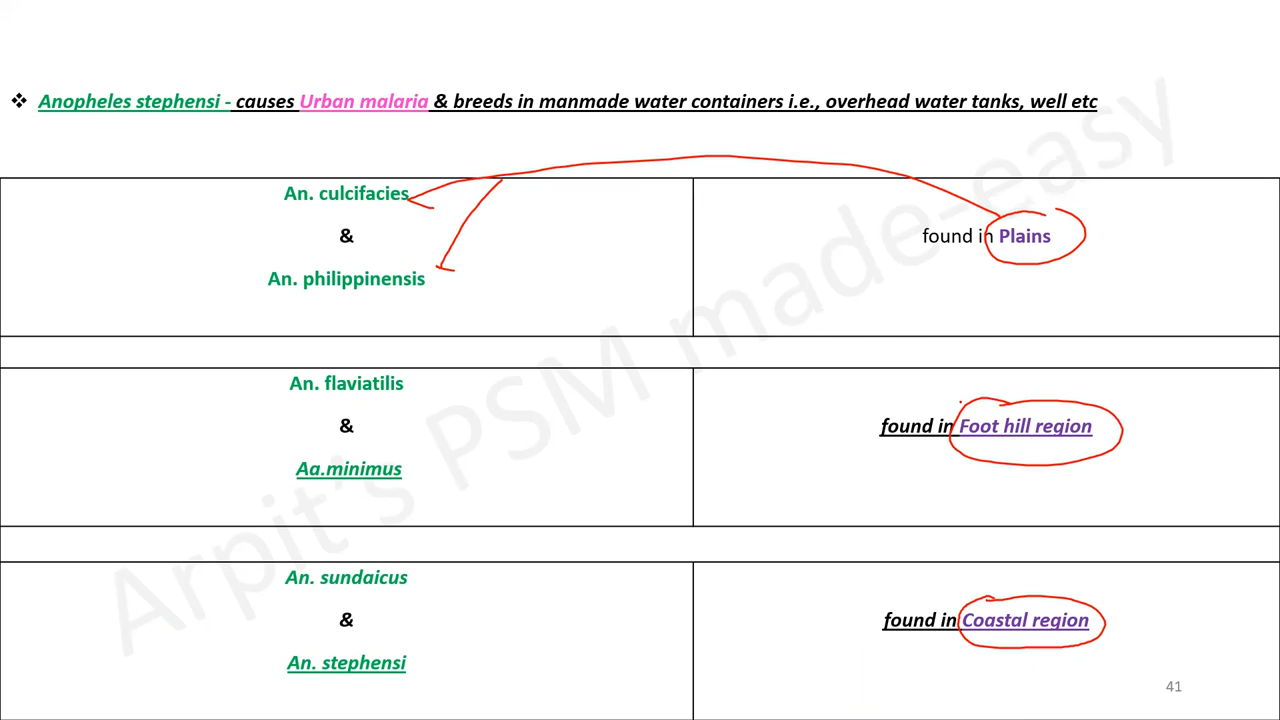 ❖ Anopheles stephensi - causes Urban malaria & breeds in manmade water containers i.e., overhead water tanks, well etc
An. culcifacies
&
An. philippinensis
found in Plains
An. flaviatilis
&
Aa.minimus
found in Foot hill region
An. sundaicus
&
An. stephensi
found in Coastal region
41
Arpit's PSM made-easy